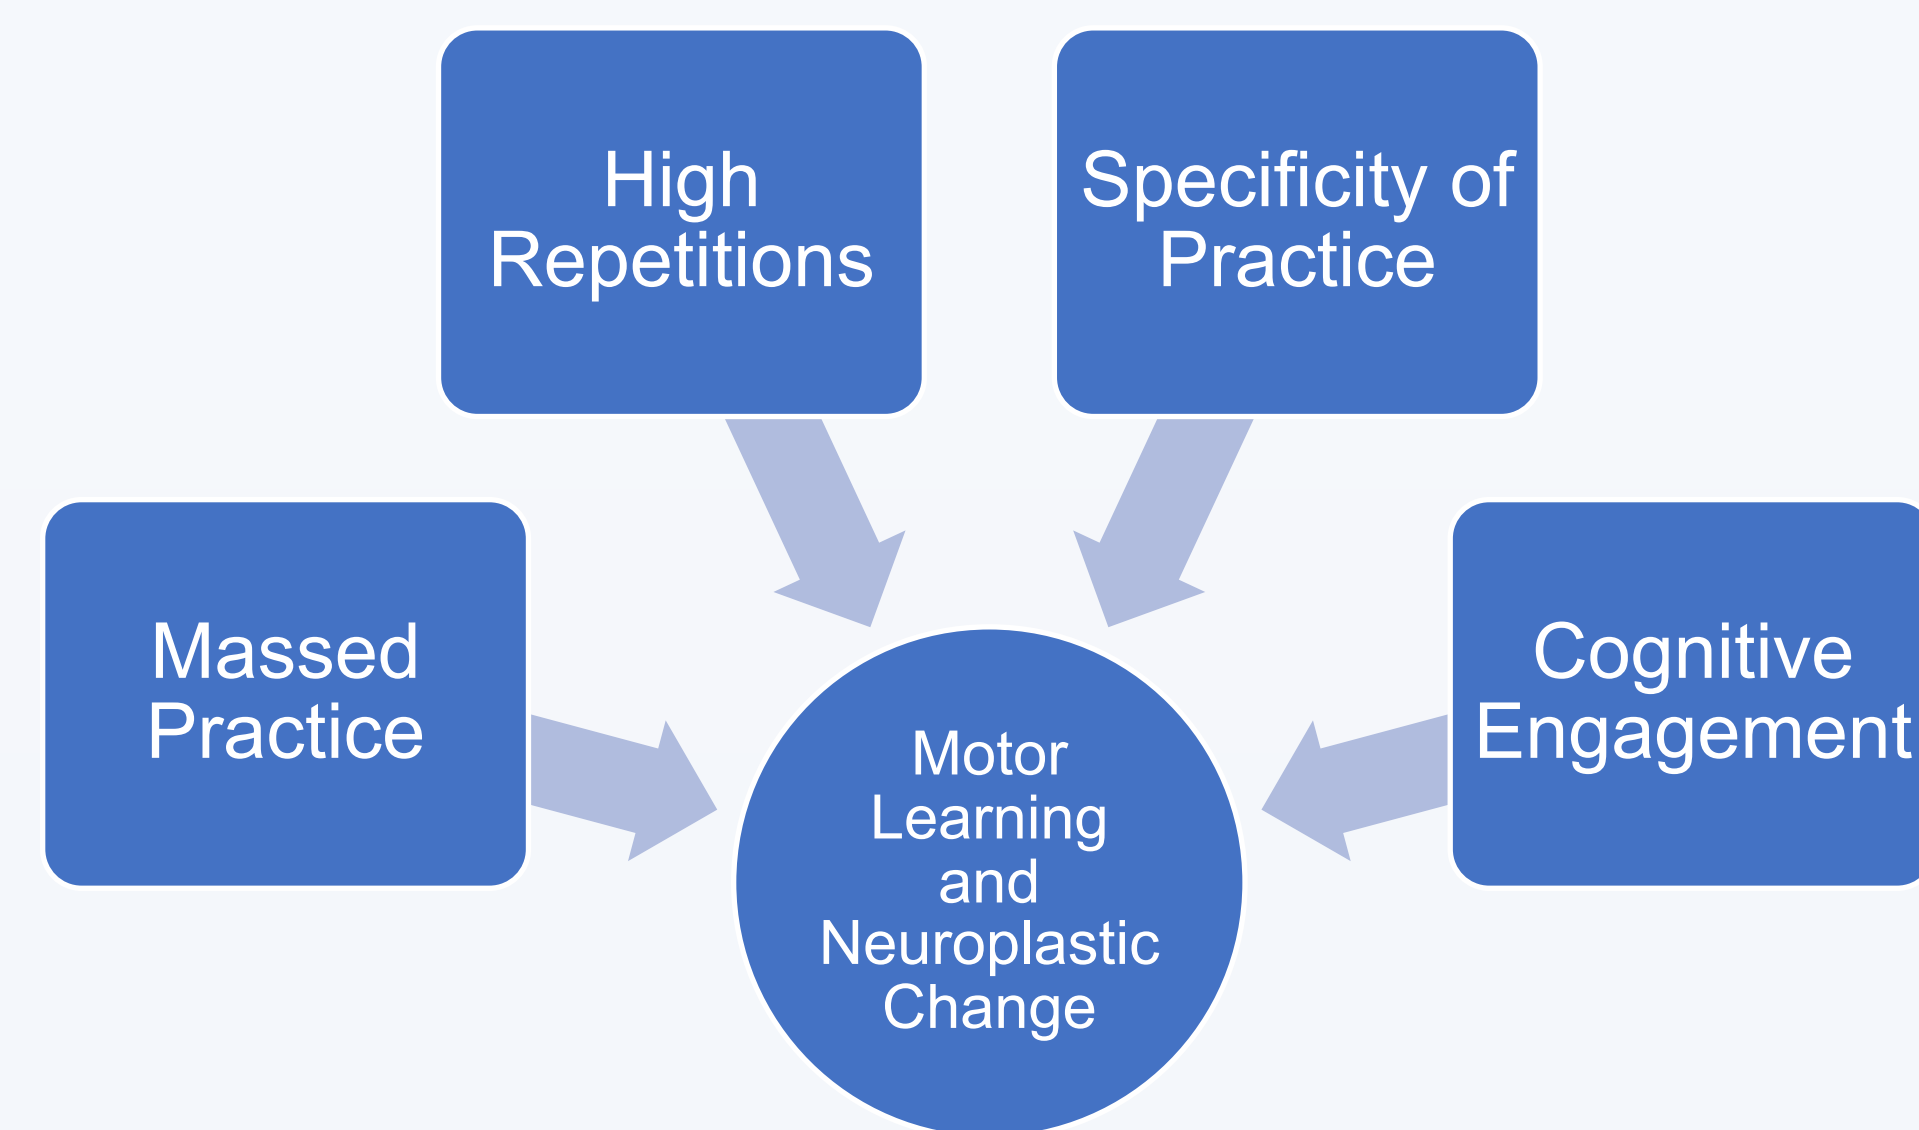 High
Repetitions
Specificity of
Practice
Massed
Practice
Cognitive
Engagement
Motor
Learning
and
Neuroplastic
Change